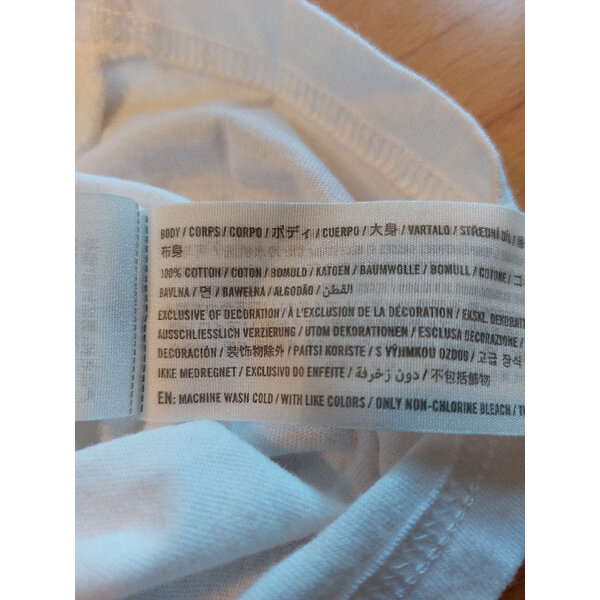 BODY / CORPS / CORPO / ボディ / CUERPO / 大身 / VARTALO / STŘEDNÍ DÍL /
布身
100% COTTON / COTON / BOMULD / KATOEN / BAUMWOLLE / BOMULL / COTONE /
BAVLNA / 면 / BAWEŁNA / ALGODÃO / القطن
EXCLUSIVE OF DECORATION / À L'EXCLUSION DE LA DÉCORATION / EKSKL. DEKORATI
AUSSCHLIESSLICH VERZIERUNG / UTOM DEKORATIONEN / ESCLUSA DECORAZIONE /
DECORACIÓN / 装饰物除外 / PAITSI KORISTE / S VÝJIMKOU OZDOB / 고급 장식
IKKE MEDREGNET / EXCLUSIVO DO ENFEITE / دون زخرفة / 不包括飾物
EN: MACHINE WASH COLD / WITH LIKE COLORS / ONLY NON-CHLORINE BLEACH /